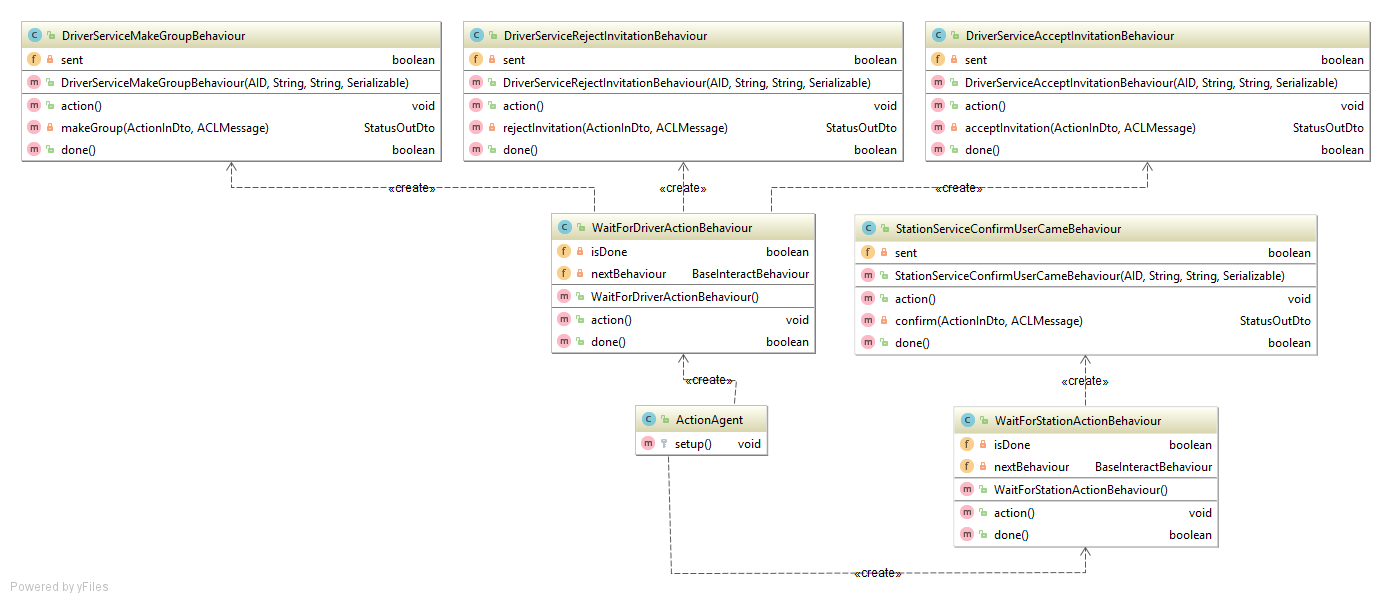 C DriverServiceMakeGroupBehaviour
f sent boolean
m DriverServiceMakeGroupBehaviour(AID, String, String, Serializable)
m action() void
m makeGroup(ActionInDto, ACLMessage) StatusOutDto
m done() boolean
C DriverServiceRejectInvitationBehaviour
f sent boolean
m DriverServiceRejectInvitationBehaviour(AID, String, String, Serializable)
m action() void
m rejectInvitation(ActionInDto, ACLMessage) StatusOutDto
m done() boolean
C DriverServiceAcceptInvitationBehaviour
f sent boolean
m DriverServiceAcceptInvitationBehaviour(AID, String, String, Serializable)
m action() void
m acceptInvitation(ActionInDto, ACLMessage) StatusOutDto
m done() boolean
«create»
«create»
«create»
C WaitForDriverActionBehaviour
f isDone boolean
f nextBehaviour BaseInteractBehaviour
m WaitForDriverActionBehaviour()
m action() void
m done() boolean
C StationServiceConfirmUserCameBehaviour
f sent boolean
m StationServiceConfirmUserCameBehaviour(AID, String, String, Serializable)
m action() void
m confirm(ActionInDto, ACLMessage) StatusOutDto
m done() boolean
«create»
«create»
C ActionAgent
m setup() void
C WaitForStationActionBehaviour
f isDone boolean
f nextBehaviour BaseInteractBehaviour
m WaitForStationActionBehaviour()
m action() void
m done() boolean
«create»
Powered by yFiles